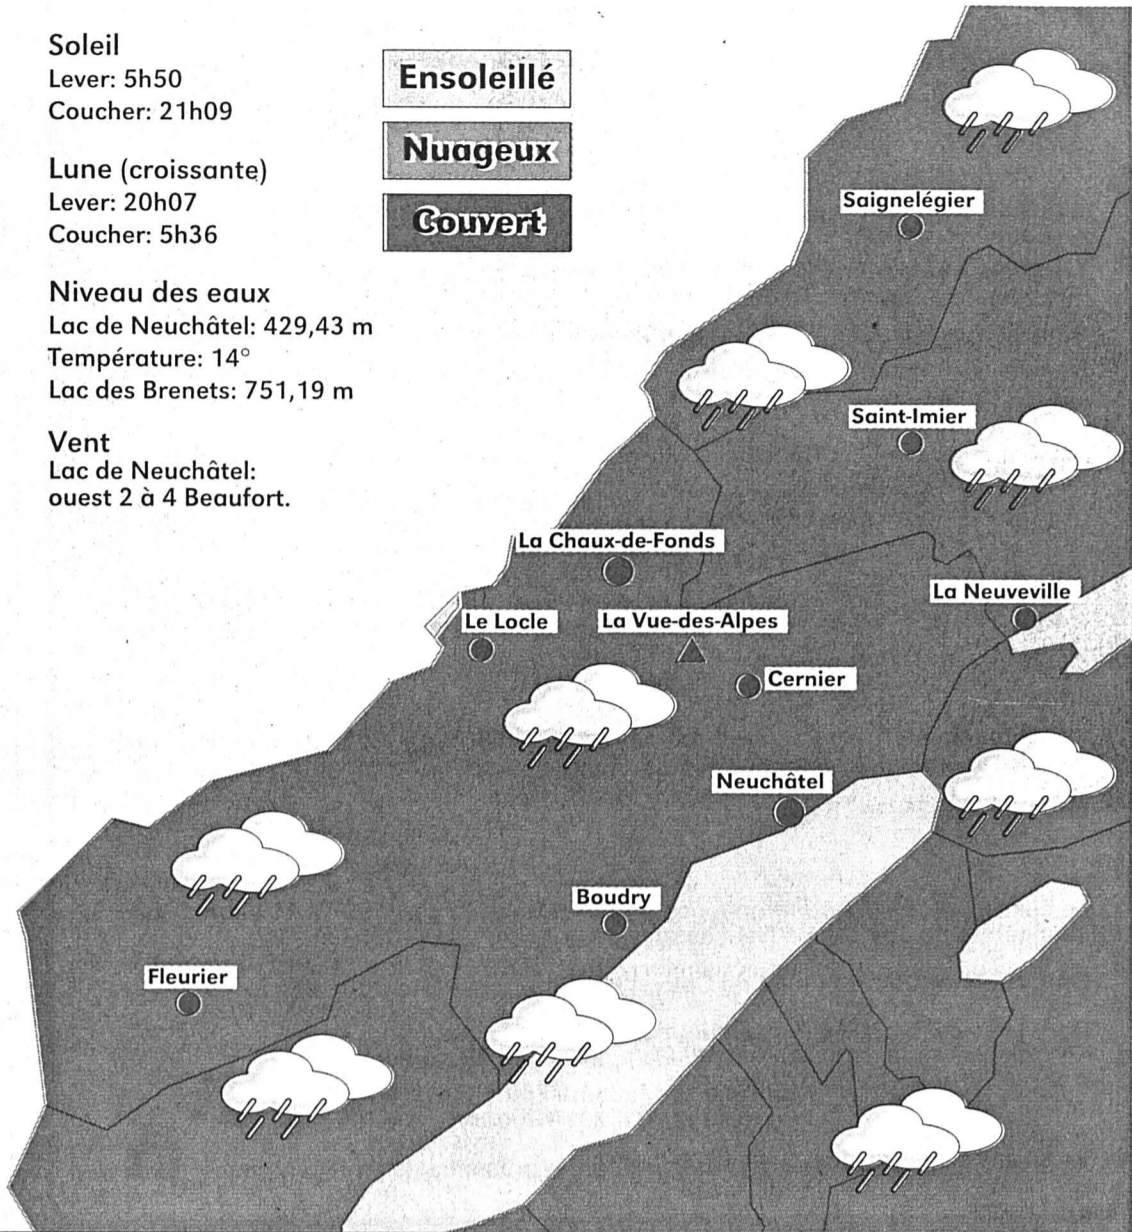 Soleil
Lever: 5h50
Coucher: 21h09
Lune (croissante)
Lever: 20h07
Coucher: 5h36
Niveau des eaux
Lac de Neuchâtel: 429,43 m
Température: 14°
Lac des Brenets: 751,19 m
Vent
Lac de Neuchâtel:
ouest 2 à 4 Beaufort.
Ensoleillé
Nuageux
Couvert
Saignelégier
Saint-Imier
La Chaux-de-Fonds
La Neuveville
Le Locle
La Vue-des-Alpes
Cernier
Neuchâtel
Boudry
Fleurier